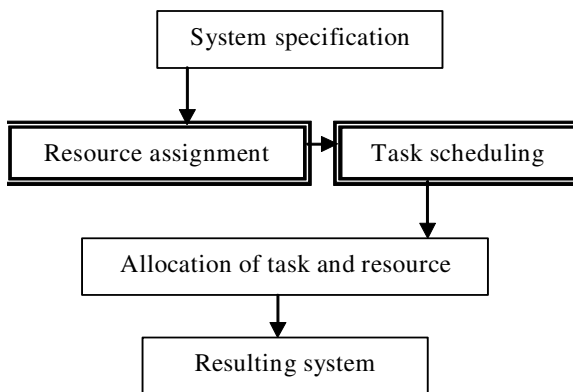 System specification
Resource assignment
Task scheduling
Allocation of task and resource
Resulting system